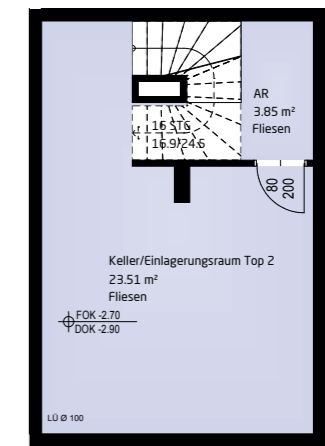 AR
3.85 m²
Fliesen
16 STG
16.9/24.5
80
200
Keller/Einlagerungsraum Top 2
23.51 m²
Fliesen
FOK -2.70
DOK -2.90
LÜ Ø 100